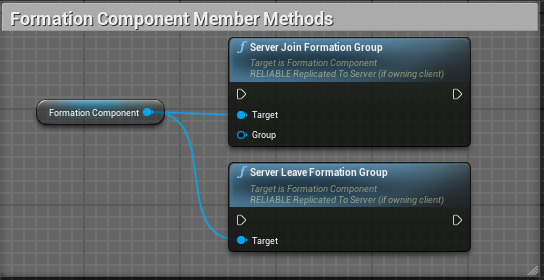 Formation Component Member Methods
Server Join Formation Group
Target is Formation Component
RELIABLE Replicated To Server (if owning client)
Formation Component
Target
Group
Server Leave Formation Group
Target is Formation Component
RELIABLE Replicated To Server (if owning client)
Target